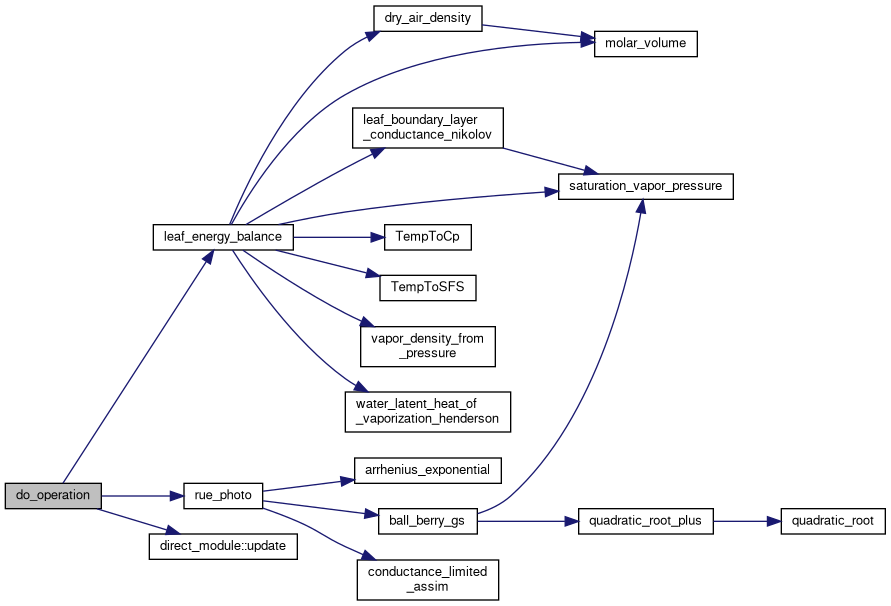 dry_air_density
molar_volume
leaf_boundary_layer
_conductance_nikolov
saturation_vapor_pressure
leaf_energy_balance
TempToCp
TempToSFS
vapor_density_from
_pressure
water_latent_heat_of
_vaporization_henderson
arrhenius_exponential
do_operation
rue_photo
ball_berry_gs
quadratic_root_plus
quadratic_root
direct_module::update
conductance_limited
_assim